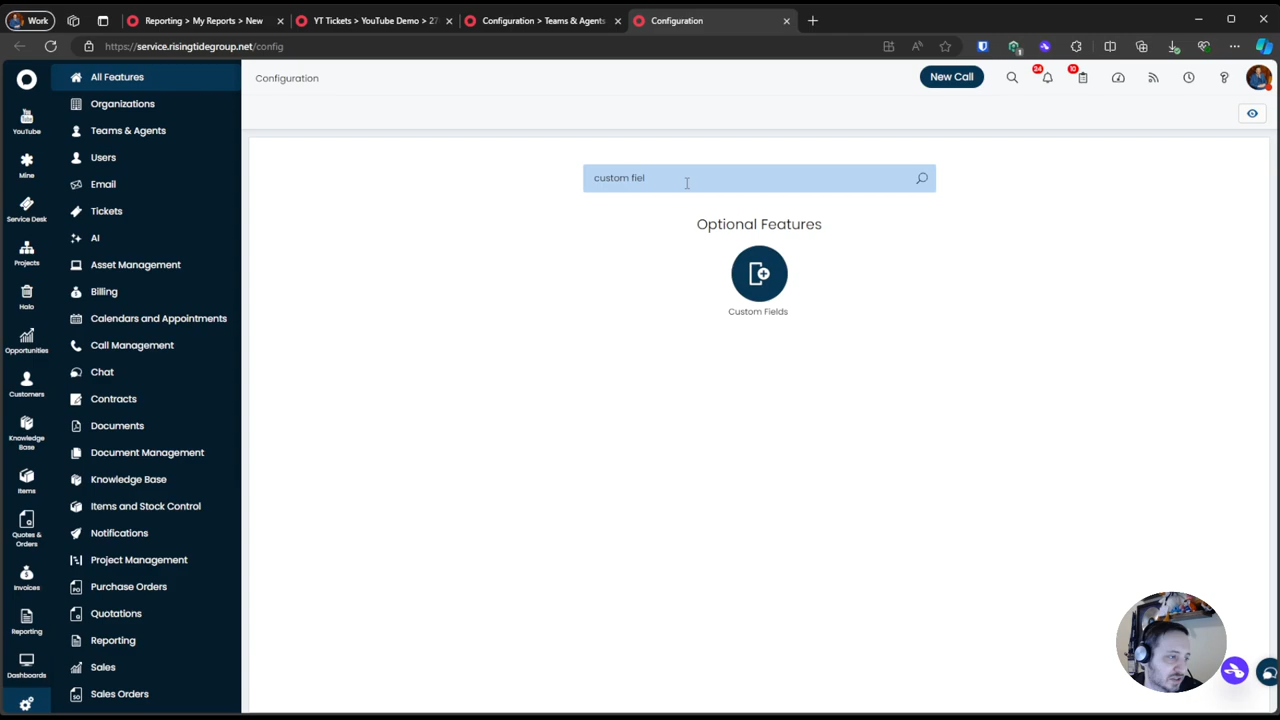 Work
Reporting > My Reports > New
YT Tickets > YouTube Demo > 27
Configuration > Teams & Agents
Configuration
https://service.risingtidegroup.net/config
YouTube
Mine
Service Desk
Projects
Halo
Opportunities
Customers
Knowledge
Base
Items
Quotes &
Orders
Invoices
Reporting
Dashboards
All Features
Organizations
Teams & Agents
Users
Email
Tickets
AI
Asset Management
Billing
Calendars and Appointments
Call Management
Chat
Contracts
Documents
Document Management
Knowledge Base
Items and Stock Control
Notifications
Project Management
Purchase Orders
Quotations
Reporting
Sales
Sales Orders
Configuration
New Call
24
10
custom fiel
Optional Features
Custom Fields